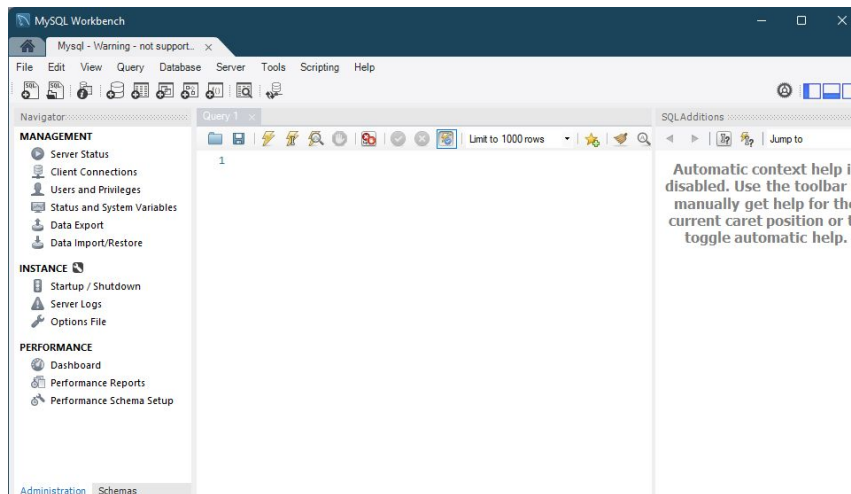 MySQL Workbench
Mysql - Warning - not support..
File Edit View Query Database Server Tools Scripting Help
Navigator
MANAGEMENT
Server Status
Client Connections
Users and Privileges
Status and System Variables
Data Export
Data Import/Restore
INSTANCE
Startup / Shutdown
Server Logs
Options File
PERFORMANCE
Dashboard
Performance Reports
Performance Schema Setup
Administration Schemas
Query 1
Limit to 1000 rows
1
SQLAdditions
Jump to
Automatic context help i
disabled. Use the toolbar
manually get help for the
current caret position or t
toggle automatic help.